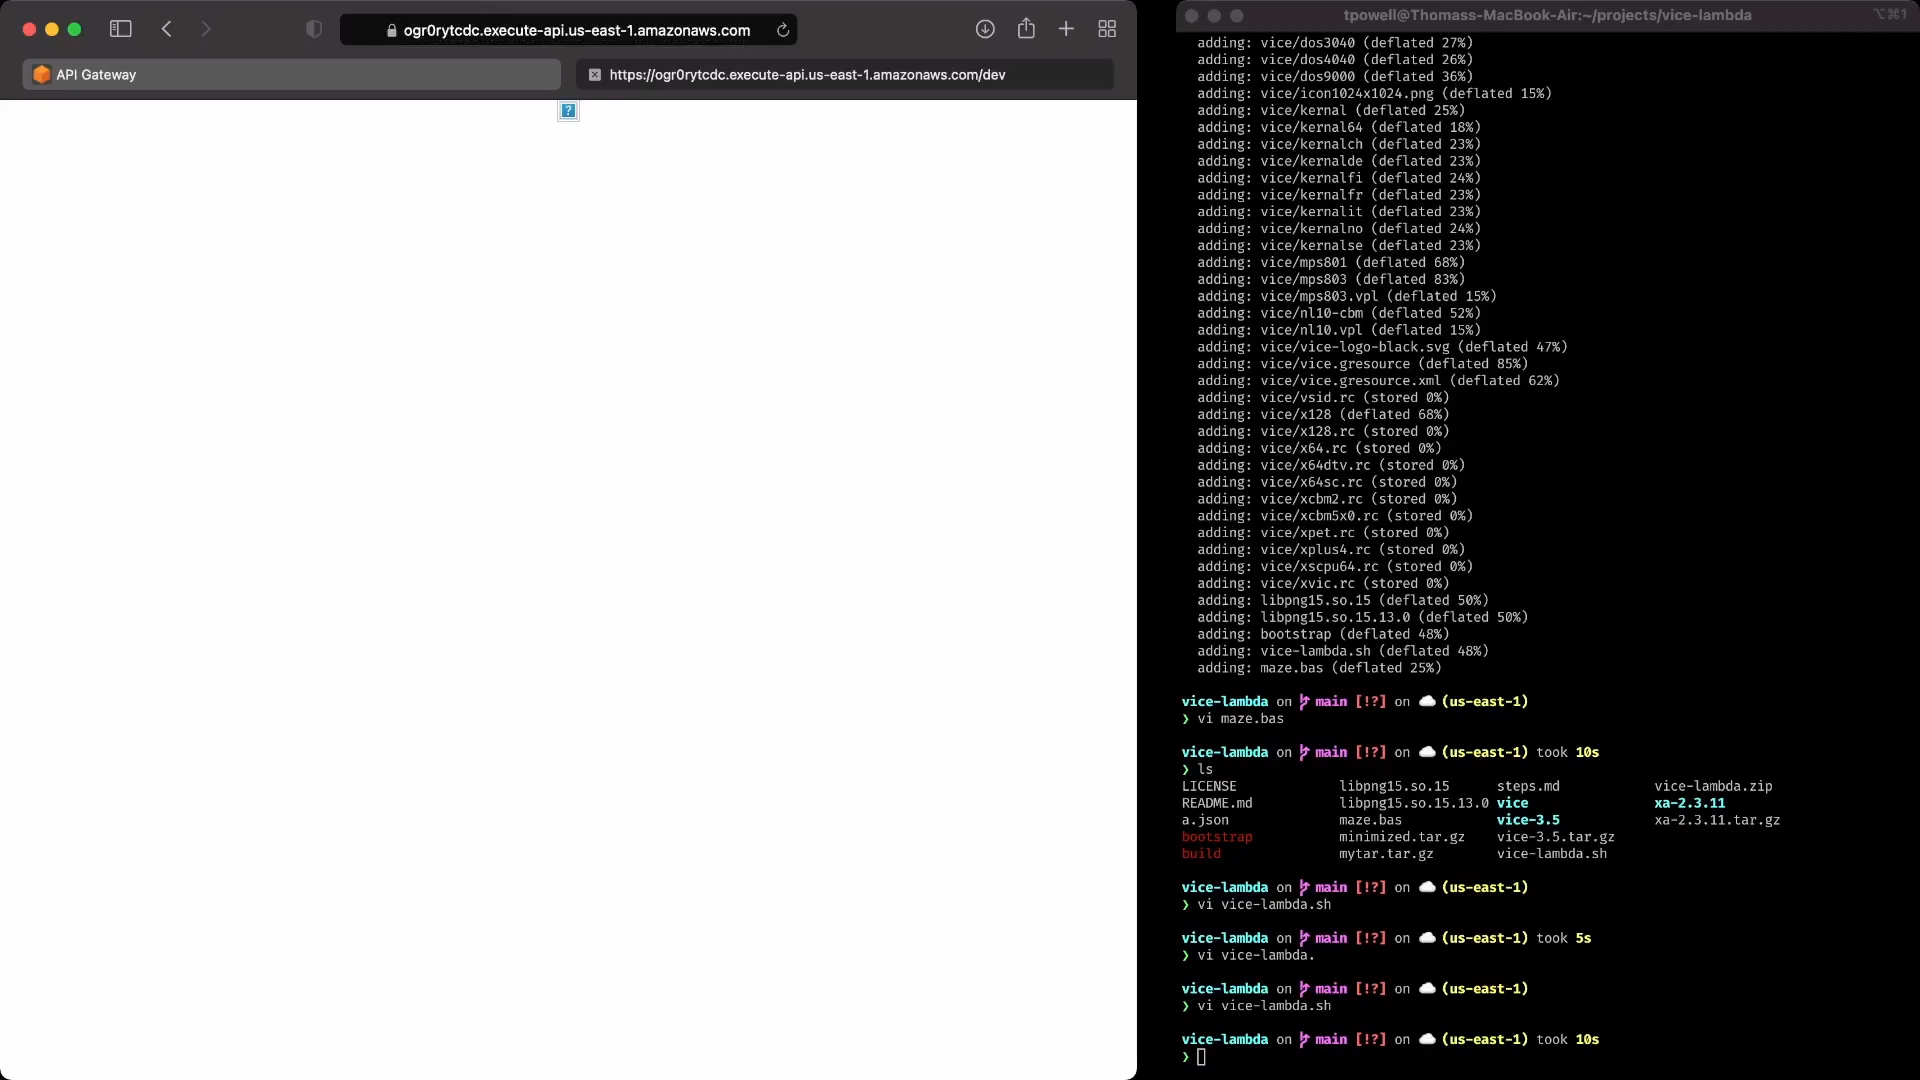 ogr0rytcdc.execute-api.us-east-1.amazonaws.com
API Gateway
https://ogr0rytcdc.execute-api.us-east-1.amazonaws.com/dev
?
tpowell@Thomass-MacBook-Air:~/projects/vice-lambda
⌥⌘1
adding: vice/dos3040 (deflated 27%)
adding: vice/dos4040 (deflated 26%)
adding: vice/dos9000 (deflated 36%)
adding: vice/icon1024x1024.png (deflated 15%)
adding: vice/kernal (deflated 25%)
adding: vice/kernal64 (deflated 18%)
adding: vice/kernalch (deflated 23%)
adding: vice/kernalde (deflated 23%)
adding: vice/kernalfi (deflated 24%)
adding: vice/kernalfr (deflated 23%)
adding: vice/kernalit (deflated 23%)
adding: vice/kernalno (deflated 24%)
adding: vice/kernalse (deflated 23%)
adding: vice/mps801 (deflated 68%)
adding: vice/mps803 (deflated 83%)
adding: vice/mps803.vpl (deflated 15%)
adding: vice/nl10-cbm (deflated 52%)
adding: vice/nl10.vpl (deflated 15%)
adding: vice/vice-logo-black.svg (deflated 47%)
adding: vice/vice.gresource (deflated 85%)
adding: vice/vice.gresource.xml (deflated 62%)
adding: vice/vsid.rc (stored 0%)
adding: vice/x128 (deflated 68%)
adding: vice/x128.rc (stored 0%)
adding: vice/x64.rc (stored 0%)
adding: vice/x64dtv.rc (stored 0%)
adding: vice/x64sc.rc (stored 0%)
adding: vice/xcbm2.rc (stored 0%)
adding: vice/xcbm5x0.rc (stored 0%)
adding: vice/xpet.rc (stored 0%)
adding: vice/xplus4.rc (stored 0%)
adding: vice/xscpu64.rc (stored 0%)
adding: vice/xvic.rc (stored 0%)
adding: libpng15.so.15 (deflated 50%)
adding: libpng15.so.15.13.0 (deflated 50%)
adding: bootstrap (deflated 48%)
adding: vice-lambda.sh (deflated 48%)
adding: maze.bas (deflated 25%)
vice-lambda on main [!?] on (us-east-1)
❯ vi maze.bas
vice-lambda on main [!?] on (us-east-1) took 10s
❯ ls
LICENSE libpng15.so.15 steps.md vice-lambda.zip
README.md libpng15.so.15.13.0 vice xa-2.3.11
a.json maze.bas vice-3.5 xa-2.3.11.tar.gz
bootstrap minimized.tar.gz vice-3.5.tar.gz
build mytar.tar.gz vice-lambda.sh
vice-lambda on main [!?] on (us-east-1)
❯ vi vice-lambda.sh
vice-lambda on main [!?] on (us-east-1) took 5s
❯ vi vice-lambda.
vice-lambda on main [!?] on (us-east-1)
❯ vi vice-lambda.sh
vice-lambda on main [!?] on (us-east-1) took 10s
❯